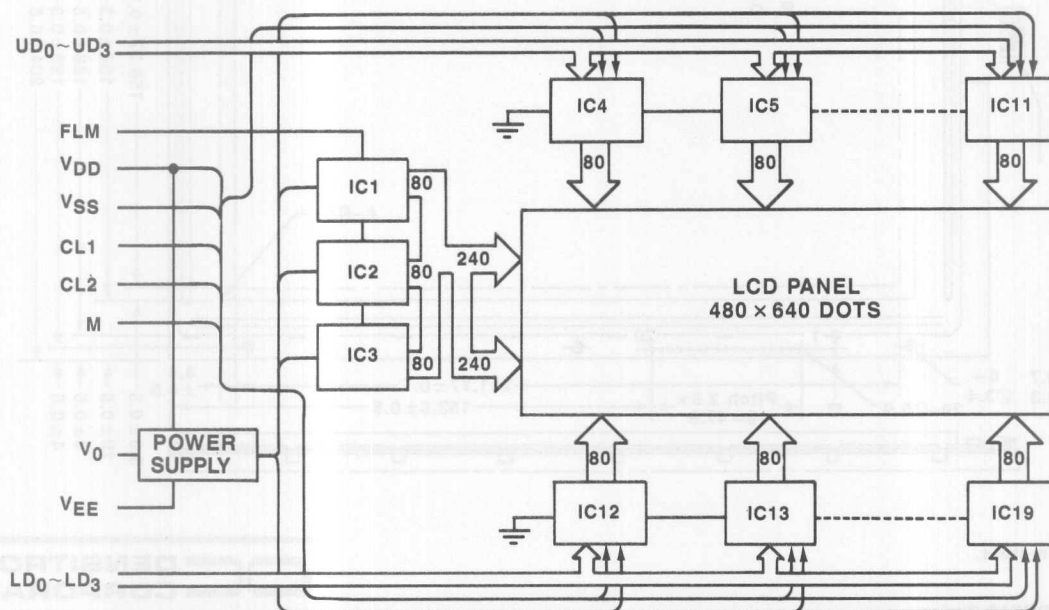 UD0~UD3
IC4
IC5
IC11
FLM
80
80
80
VDD
IC1
80
VSS
CL1
IC2
80
240
LCD PANEL
480 × 640 DOTS
CL2
M
IC3
80
240
V0
POWER
SUPPLY
80
80
80
VEE
IC12
IC13
IC19
LD0~LD3